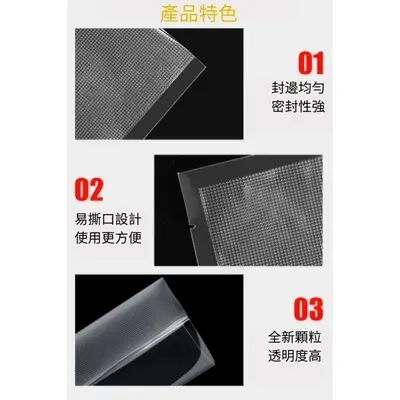 產品特色
01
封邊均勻
密封性強
02
易撕口設計
使用更方便
03
全新顆粒
透明度高